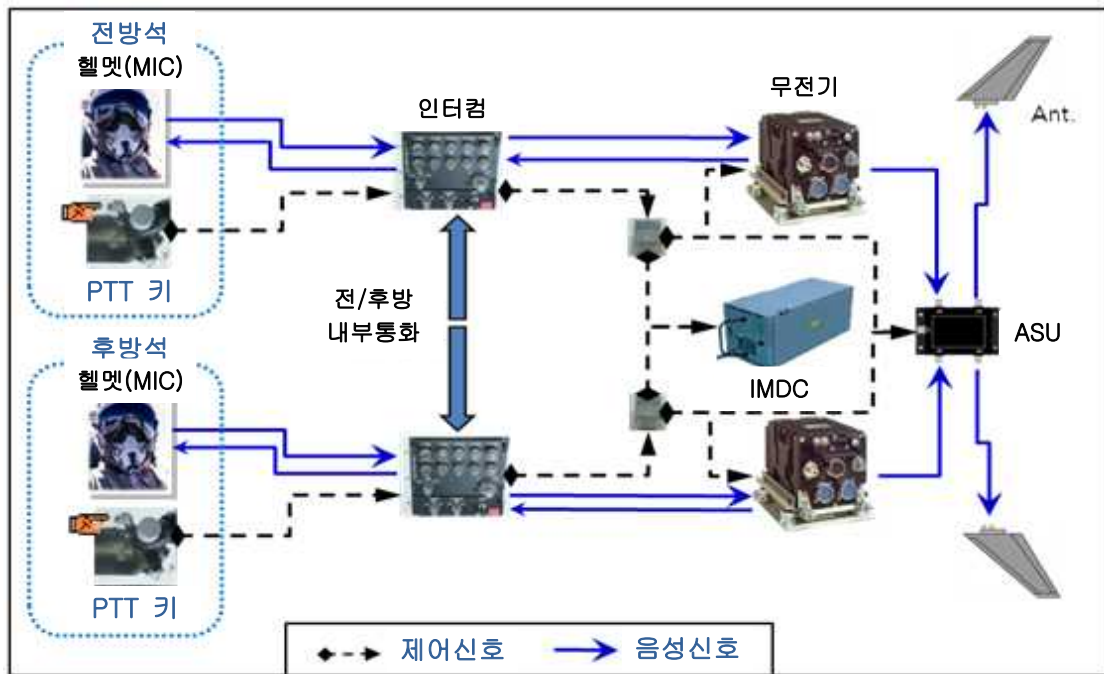 전방석
헬멧(MIC)
PTT 키
인터컴
무전기
Ant.
전/후방
내부통화
IMDC
ASU
후방석
헬멧(MIC)
PTT 키
제어신호
음성신호